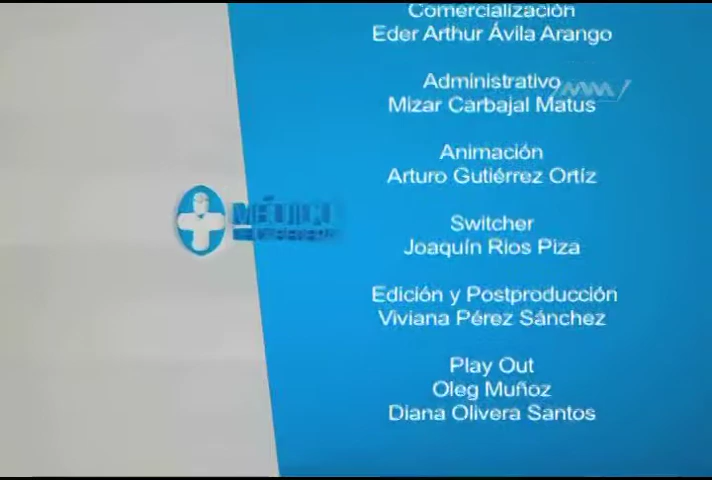 Comercialización
Eder Arthur Ávila Arango
Administrativo
Mizar Carbajal Matus
Animación
Arturo Gutiérrez Ortíz
Switcher
Joaquín Rios Piza
Edición y Postproducción
Viviana Pérez Sánchez
Play Out
Oleg Muñoz
Diana Olivera Santos
MÉDICO